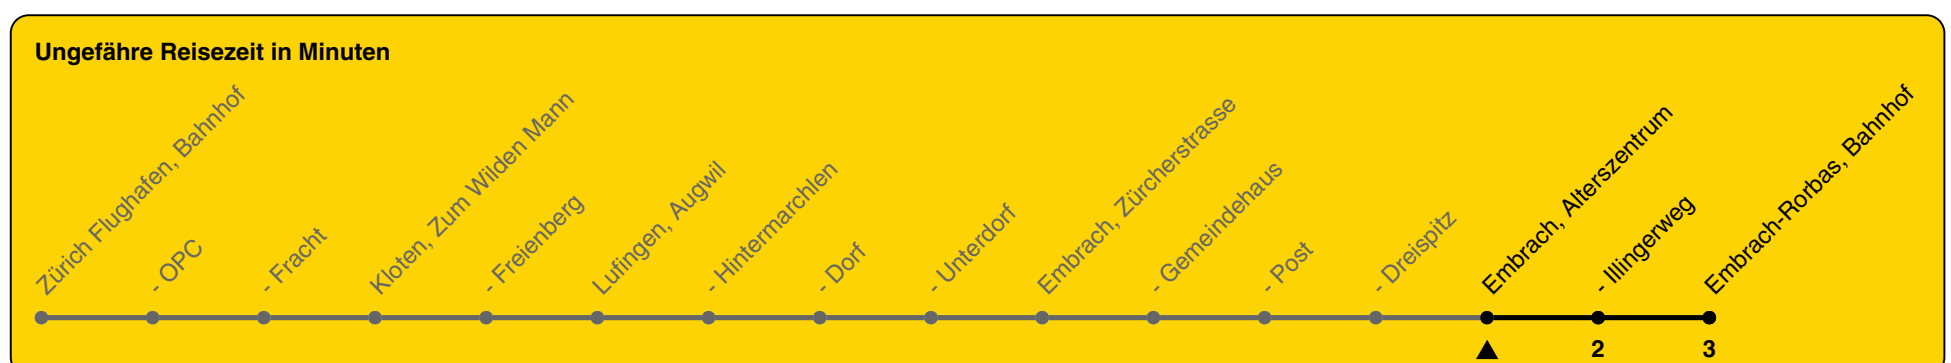 Ungefähre Reisezeit in Minuten
Zürich Flughafen, Bahnhof
- OPC
- Fracht
Kloten, Zum Wilden Mann
- Freienberg
Lufingen, Augwil
- Hintermarchlen
- Dorf
- Unterdorf
Embrach, Zürcherstrasse
- Gemeindehaus
- Post
- Dreispitz
Embrach, Alterszentrum
- Illingerweg
Embrach-Rorbas, Bahnhof
2
3